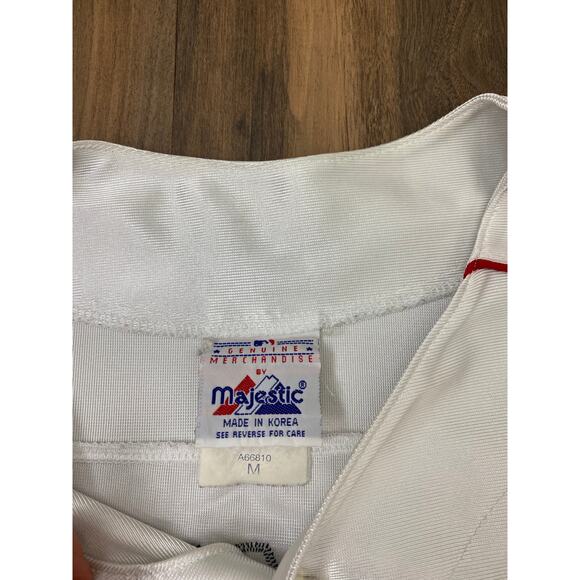 GENUINE
MERCHANDISE
BY
Majestic®
MADE IN KOREA
SEE REVERSE FOR CARE
A66810
M